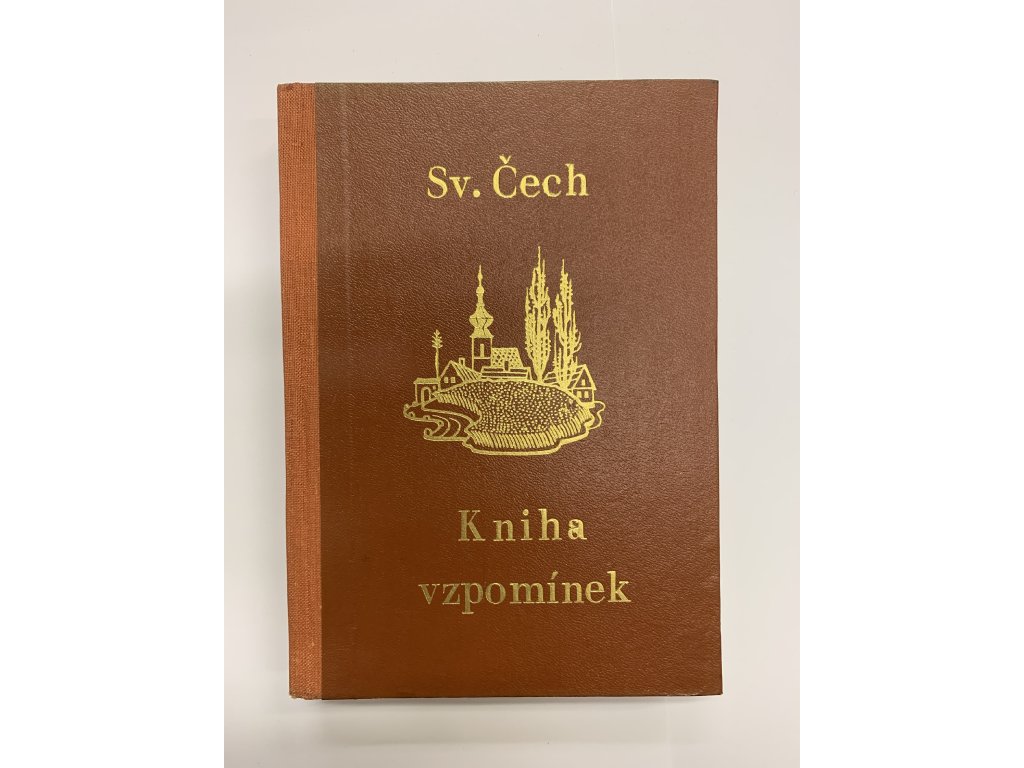 Sv. Čech
Kniha
vzpomínek